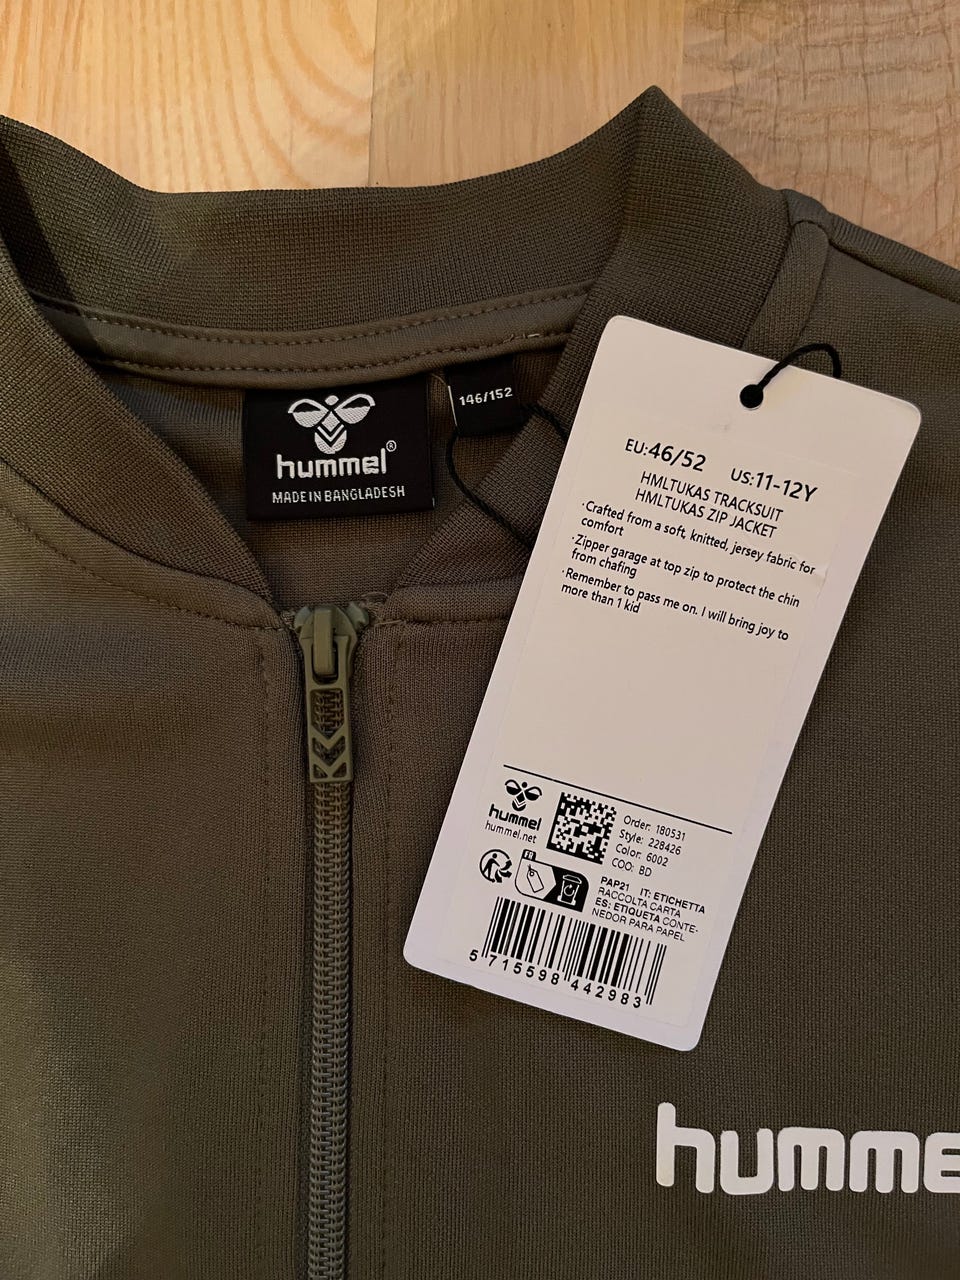 hummel®
MADE IN BANGLADESH
146/152
EU:46/52 US:11-12Y
HMLTUKAS TRACKSUIT
HMLTUKAS ZIP JACKET
·Crafted from a soft, knitted, jersey fabric for
comfort
·Zipper garage at top zip to protect the chin
from chafing
·Remember to pass me on. I will bring joy to
more than 1 kid
hummel
hummel.net
Order: 180531
Style: 228426
Color: 6002
COO: BD
FR
PAP21 IT: ETICHETTA
RACCOLTA CARTA
ES: ETIQUETA CONTE-
NEDOR PARA PAPEL
5 715598 442983
humme